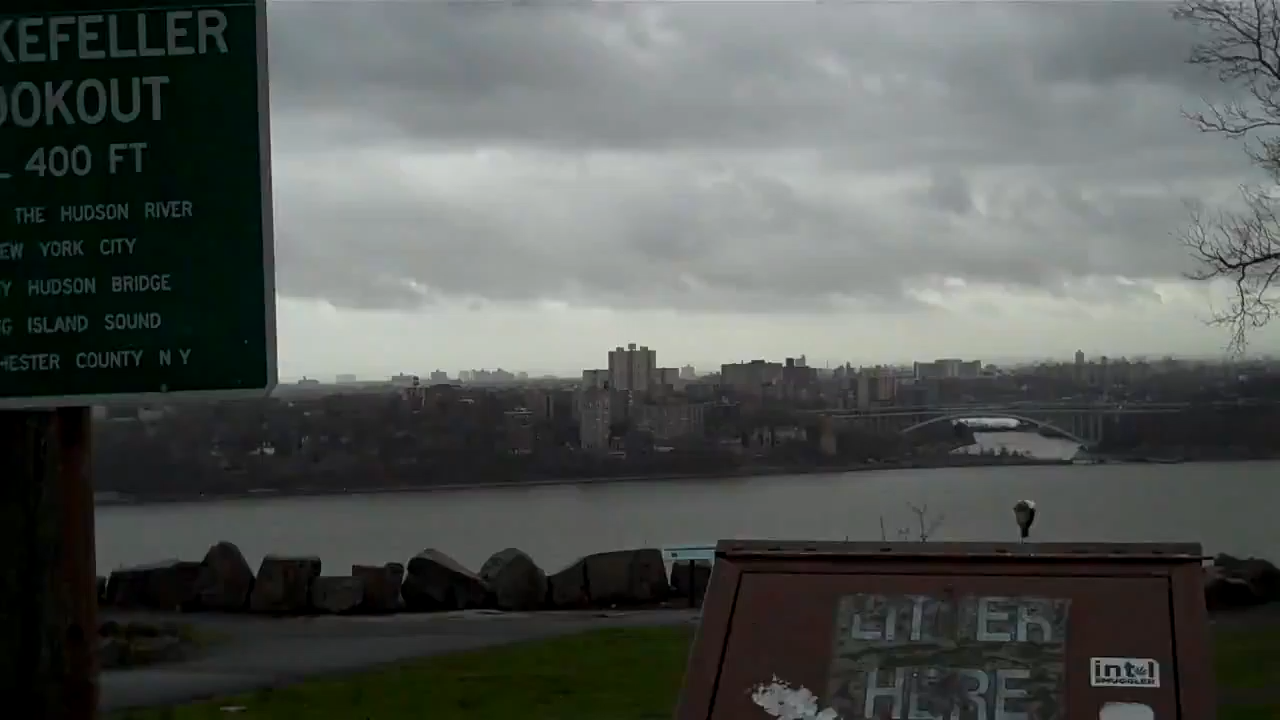 KEFELLER
OOKOUT
L 400 FT
THE HUDSON RIVER
EW YORK CITY
Y HUDSON BRIDGE
G ISLAND SOUND
HESTER COUNTY N Y
LITTER
HERE
intl
SMUGGLER